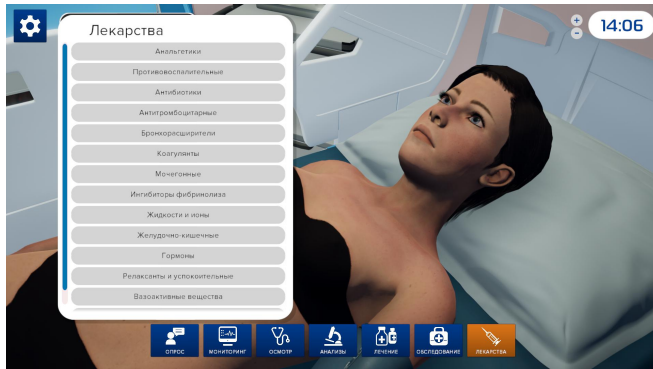 Лекарства
14:06
Анальгетики
Противовоспалительные
Антибиотики
Антитромбоцитарные
Бронхорасширители
Коагулянты
Мочегонные
Ингибиторы фибринолиза
Жидкости и ионы
Желудочно-кишечные
Гормоны
Релаксанты и успокоительные
Вазоактивные вещества
ОПРОС
МОНИТОРИНГ
ОСМОТР
АНАЛИЗЫ
ЛЕЧЕНИЕ
ОБСЛЕДОВАНИЕ
ЛЕКАРСТВА